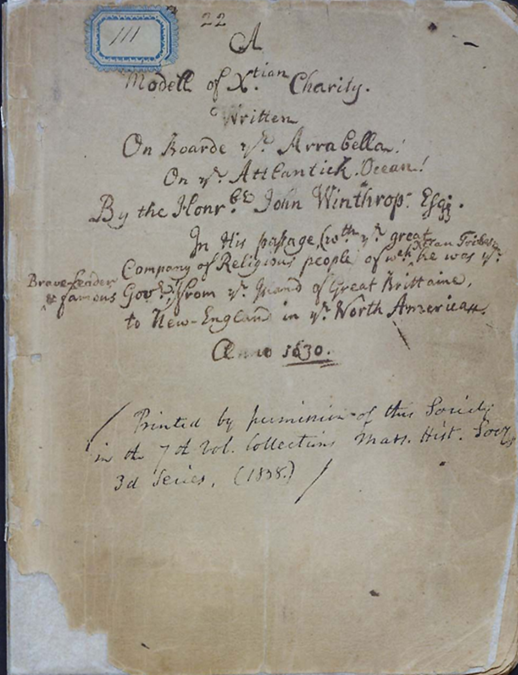 111
22
A
Modell of Xtian Charity.
Written
On Boarde ye. Arrabella!
On ye. Attlantick. Ocean!
By the Honrble John Winthrop. Esqr.
In His passage, (wth. ye. great
Company of Religious people, of wch. he was ye.
Brave Leader
& famous Govr;) from ye. Island of Great Brittaine,
to New-England in ye. North America.
Anno 1630.
(Printed by permission of this Society
in the 7th Vol. Collections Mass. Hist. Socy,
3d Series. (1838.) )